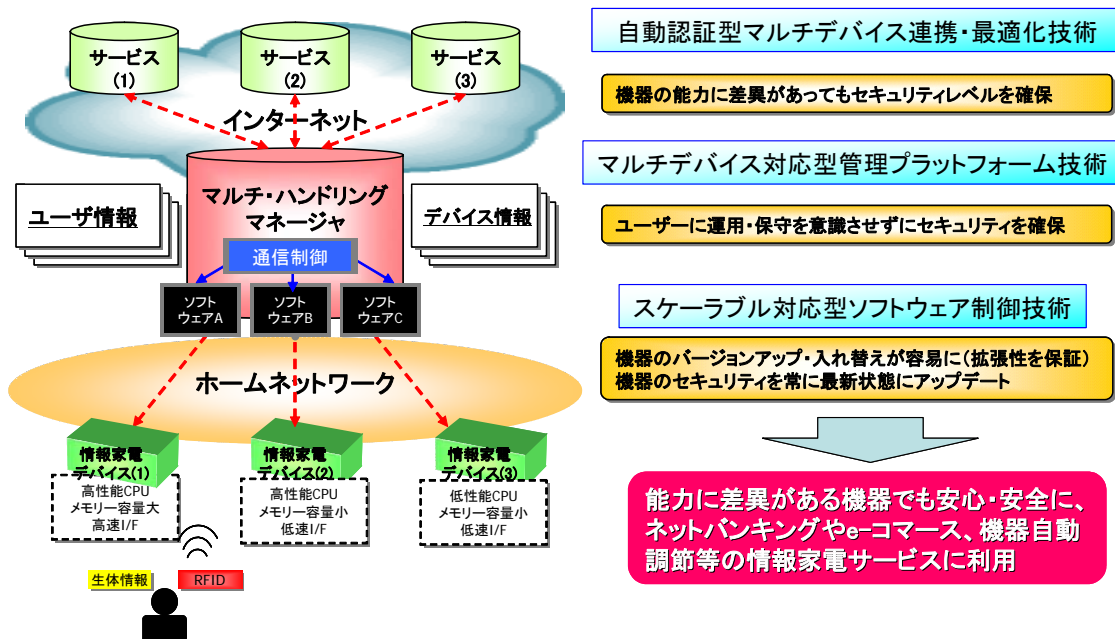 サービス
(1)
サービス
(2)
サービス
(3)
インターネット
マルチ・ハンドリング
マネージャ
ユーザ情報
デバイス情報
通信制御
ソフト
ウェアA
ソフト
ウェアB
ソフト
ウェアC
ホームネットワーク
情報家電
デバイス(1)
高性能CPU
メモリー容量大
高速I/F
情報家電
デバイス(2)
高性能CPU
メモリー容量小
低速I/F
情報家電
デバイス(3)
低性能CPU
メモリー容量小
低速I/F
生体情報
RFID
自動認証型マルチデバイス連携・最適化技術
機器の能力に差異があってもセキュリティレベルを確保
マルチデバイス対応型管理プラットフォーム技術
ユーザーに運用・保守を意識させずにセキュリティを確保
スケーラブル対応型ソフトウェア制御技術
機器のバージョンアップ・入れ替えが容易に(拡張性を保証)
機器のセキュリティを常に最新状態にアップデート
能力に差異がある機器でも安心・安全に、
ネットバンキングやe-コマース、機器自動
調節等の情報家電サービスに利用